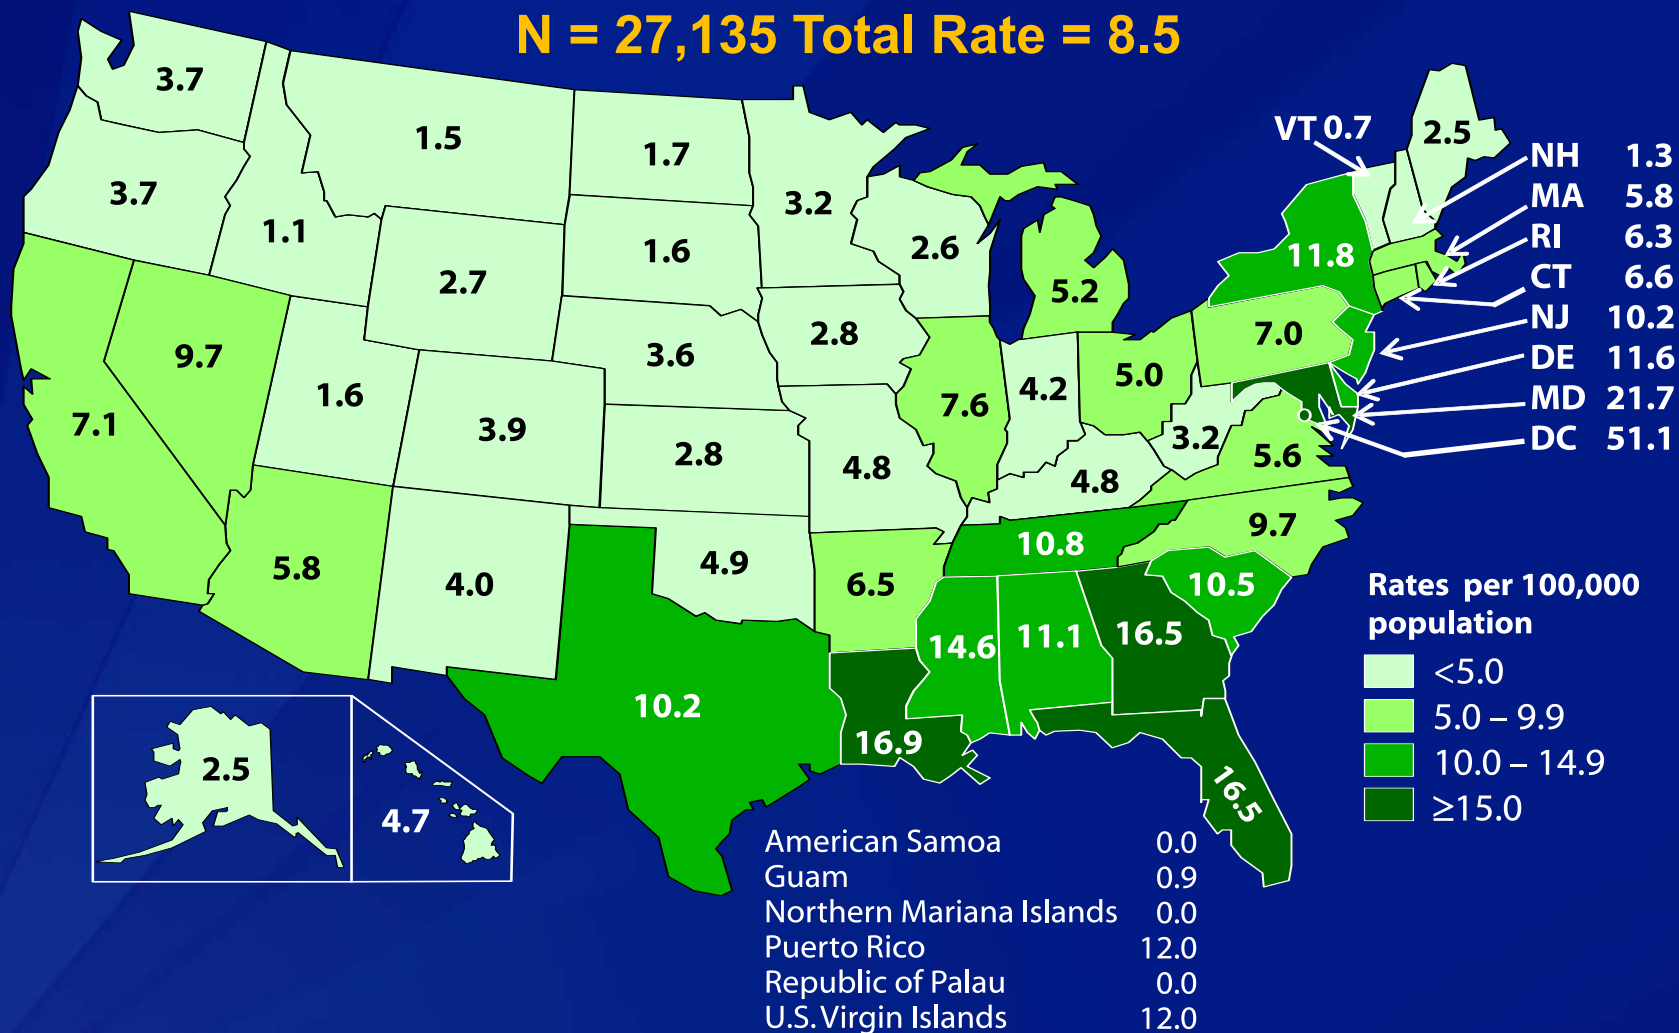 N = 27,135 Total Rate = 8.5
3.7
1.5
1.7
3.2
VT 0.7
2.5
NH 1.3
MA 5.8
RI 6.3
CT 6.6
NJ 10.2
DE 11.6
MD 21.7
DC 51.1
3.7
1.1
2.7
1.6
2.6
5.2
11.8
7.1
9.7
1.6
3.9
3.6
2.8
2.8
7.6
4.2
5.0
7.0
4.8
4.8
3.2
5.6
5.8
4.0
4.9
6.5
10.8
9.7
10.5
10.2
16.9
14.6
11.1
16.5
16.5
2.5
4.7
Rates per 100,000
population
<5.0
5.0 – 9.9
10.0 – 14.9
≥15.0
American Samoa 0.0
Guam 0.9
Northern Mariana Islands 0.0
Puerto Rico 12.0
Republic of Palau 0.0
U.S. Virgin Islands 12.0